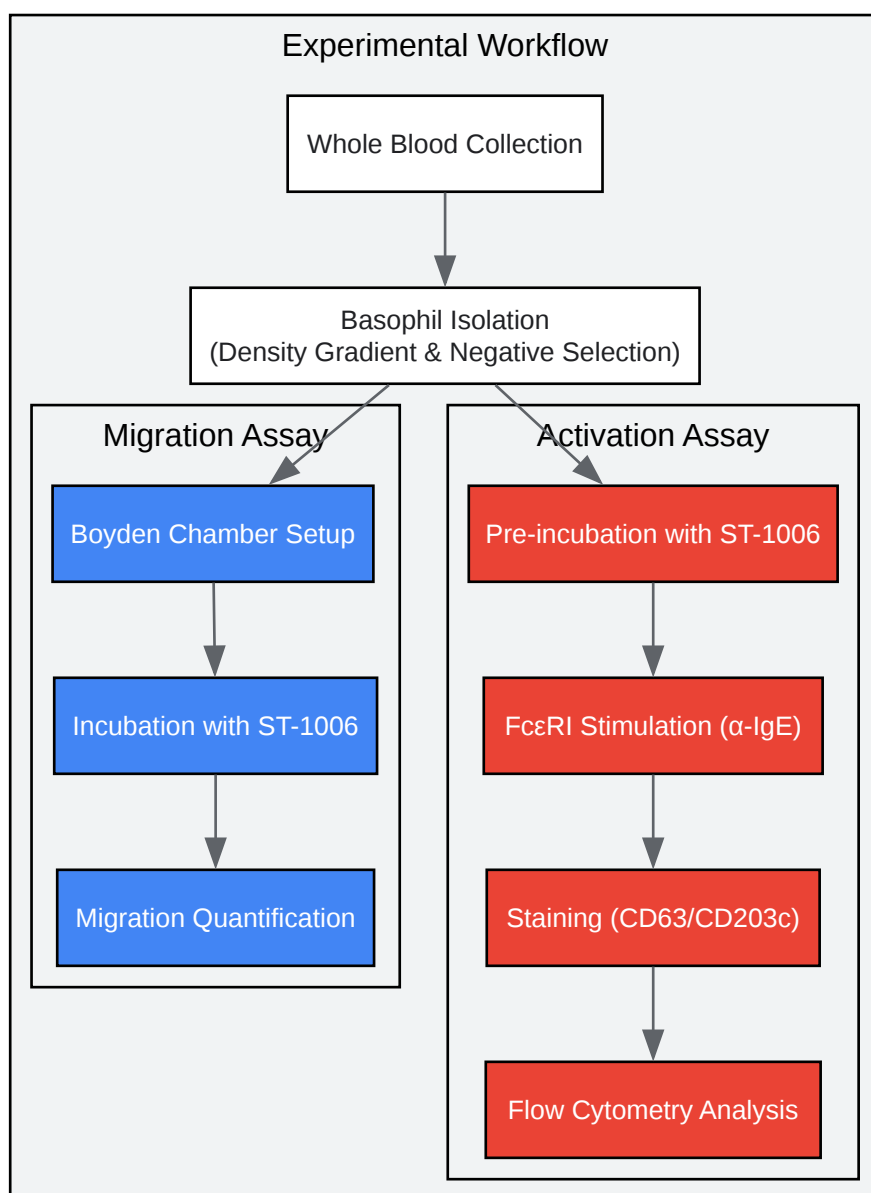 Experimental Workflow
Whole Blood Collection
Basophil Isolation
(Density Gradient & Negative Selection)
Migration Assay
Boyden Chamber Setup
Incubation with ST-1006
Migration Quantification
Activation Assay
Pre-incubation with ST-1006
FcεRI Stimulation (α-IgE)
Staining (CD63/CD203c)
Flow Cytometry Analysis